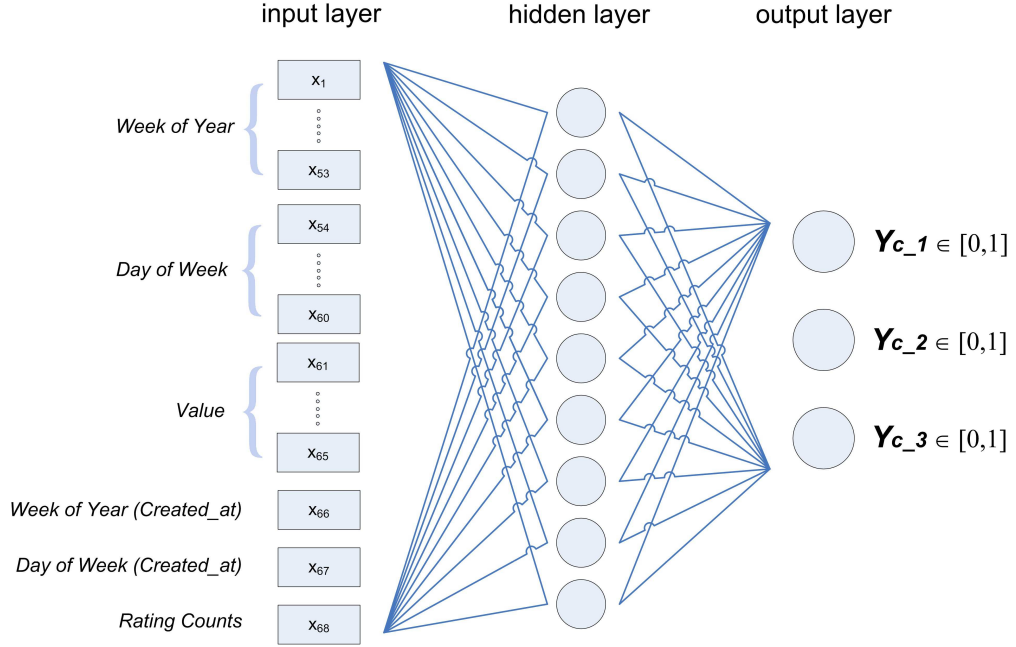 input layer
hidden layer
output layer
x1
Week of Year
x53
x54
Day of Week
x60
x61
Value
x65
Week of Year (Created_at)
x66
Day of Week (Created_at)
x67
Rating Counts
x68
Yc_1 ∈ [0,1]
Yc_2 ∈ [0,1]
Yc_3 ∈ [0,1]